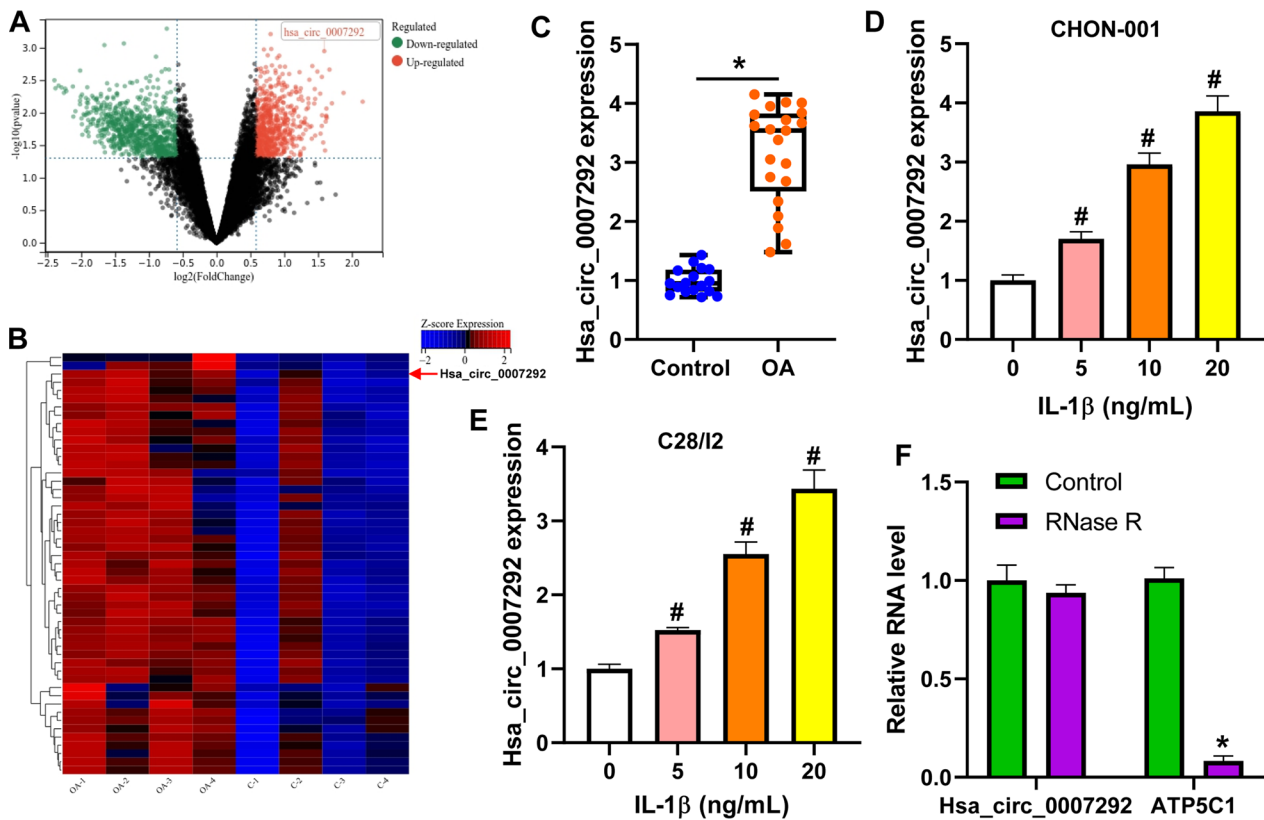 A
hsa_circ_0007292
Regulated
Down-regulated
Up-regulated
-log10(pvalue)
3.0
2.5
2.0
1.5
1.0
0.5
0.0
-2.5 -2.0 -1.5 -1.0 -0.5 0.0 0.5 1.0 1.5 2.0
log2(FoldChange)
B
Z-score Expression
-2 0 2
Hsa_circ_0007292
OA-1 OA-2 OA-3 OA-4 C-1 C-2 C-3 C-4
C
Hsa_circ_0007292 expression
5
4
3
2
1
0
*
Control OA
D
CHON-001
Hsa_circ_0007292 expression
5
4
3
2
1
0
# # #
0 5 10 20
IL-1β (ng/mL)
E
C28/I2
Hsa_circ_0007292 expression
4
3
2
1
0
# # #
0 5 10 20
IL-1β (ng/mL)
F
Control
RNase R
Relative RNA level
1.5
1.0
0.5
0.0
*
Hsa_circ_0007292 ATP5C1